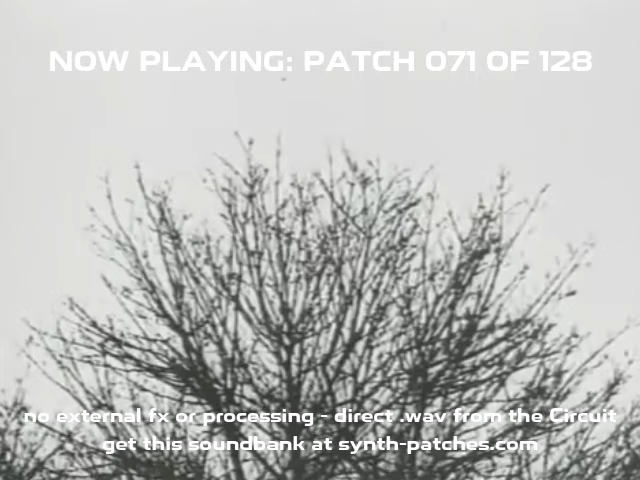 NOW PLAYING: PATCH 071 OF 128
no external fx or processing - direct .wav from the Circuit
get this soundbank at synth-patches.com